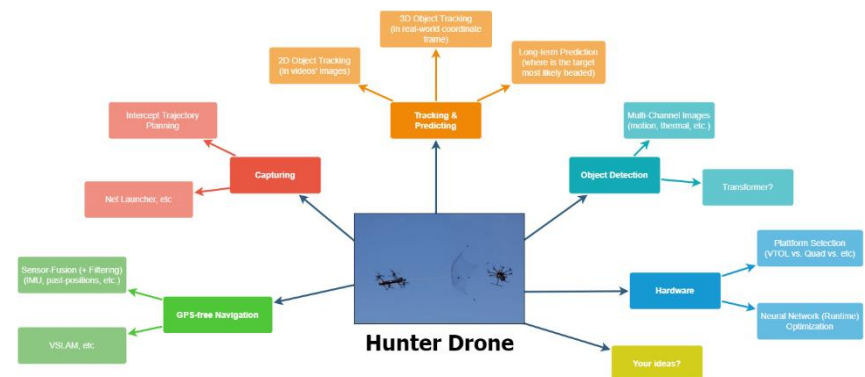 3D Object Tracking
(in real-world coordinate
frame)
2D Object Tracking
(in videos' images)
Long-term Prediction
(where is the target
most likely headed)
Tracking &
Predicting
Intercept Trajectory
Planning
Capturing
Net Launcher, etc
Multi-Channel Images
(motion, thermal, etc.)
Object Detection
Transformer?
Sensor-Fusion (+ Filtering)
(IMU, past-positions, etc.)
GPS-free Navigation
VSLAM, etc
Plattform Selection
(VTOL vs. Quad vs. etc)
Hardware
Neural Network (Runtime)
Optimization
Hunter Drone
Your ideas?